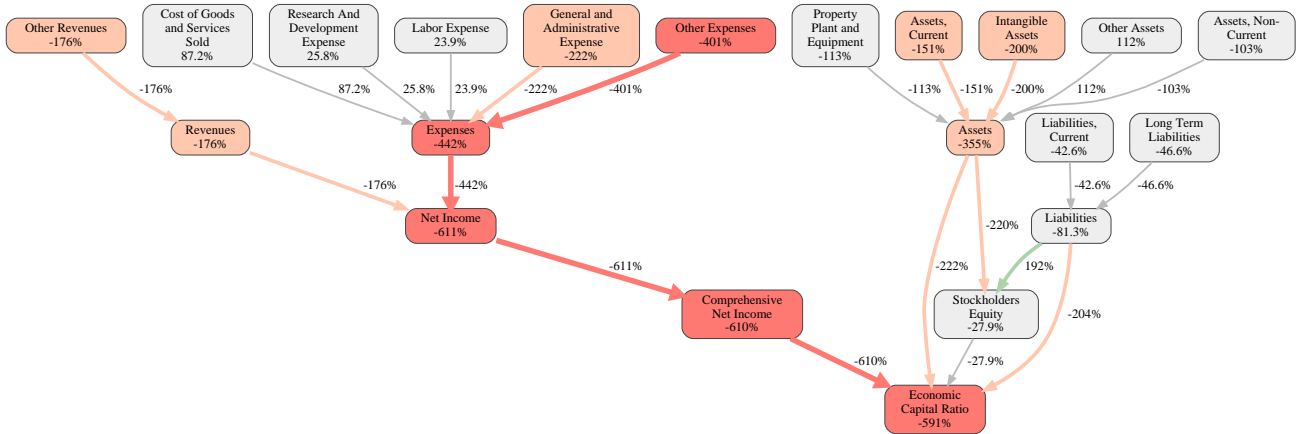 Other Revenues
-176%
Cost of Goods
and Services
Sold
87.2%
Research And
Development
Expense
25.8%
Labor Expense
23.9%
General and
Administrative
Expense
-222%
Other Expenses
-401%
Property
Plant and
Equipment
-113%
Assets,
Current
-151%
Intangible
Assets
-200%
Other Assets
112%
Assets, Non-
Current
-103%
-176%
87.2%
25.8%
23.9%
-222%
-401%
-113%
-151%
-200%
112%
-103%
Revenues
-176%
Expenses
-442%
Assets
-355%
Liabilities,
Current
-42.6%
Long Term
Liabilities
-46.6%
-176%
-442%
-42.6%
-46.6%
Net Income
-611%
-220%
Liabilities
-81.3%
-611%
-222%
192%
Comprehensive
Net Income
-610%
Stockholders
Equity
-27.9%
-204%
-610%
-27.9%
Economic
Capital Ratio
-591%